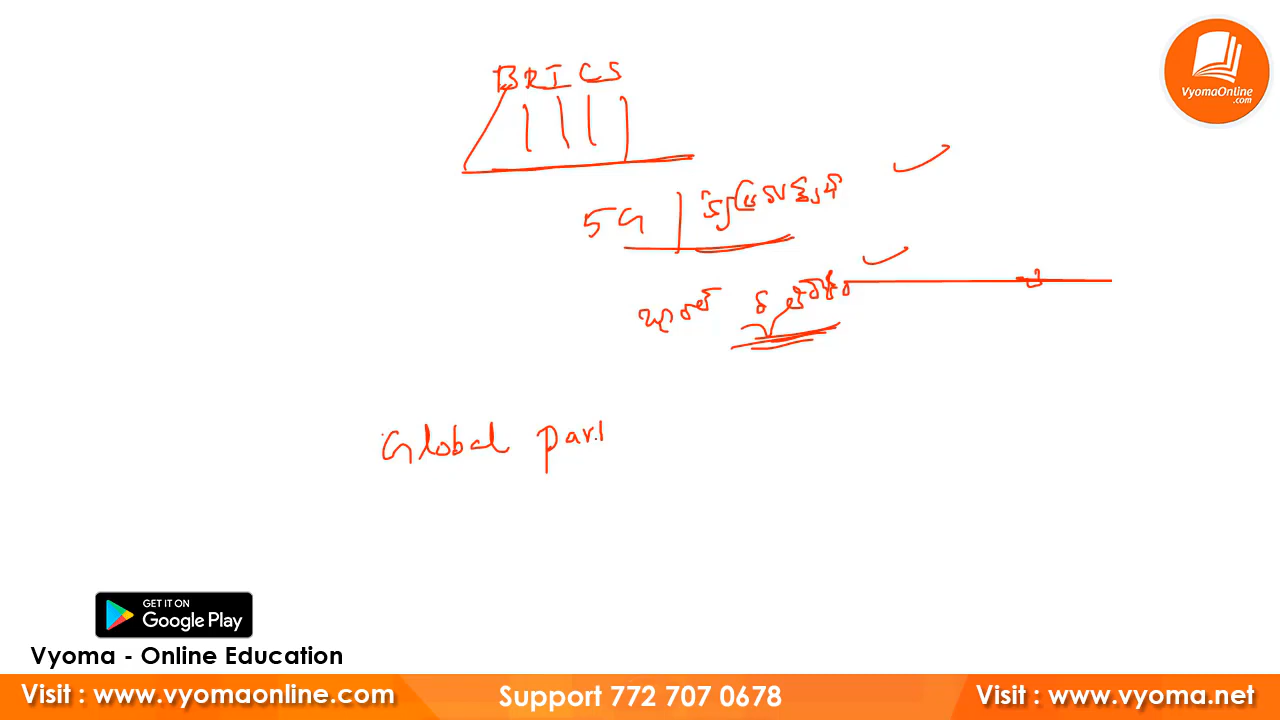 BRICS
VyomaOnline
.com
5G
Global par
GET IT ON
Google Play
Vyoma - Online Education
Visit : www.vyomaonline.com
Support 772 707 0678
Visit : www.vyoma.net